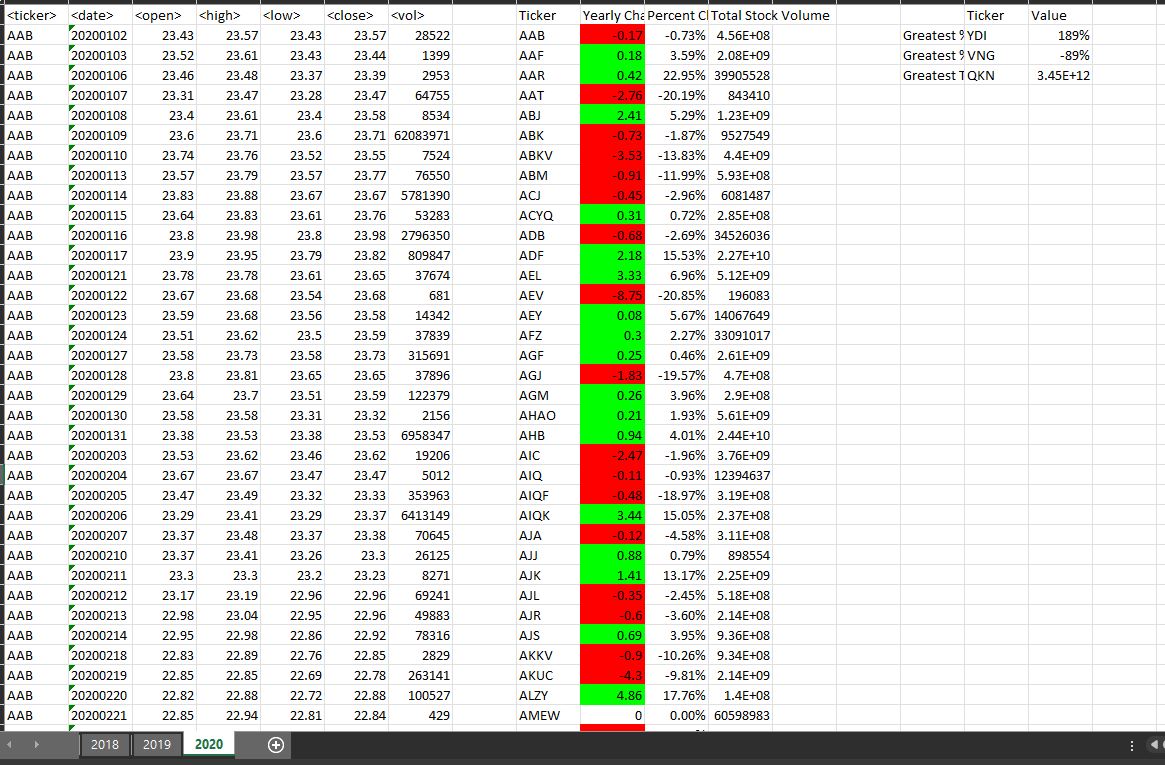 <ticker> <date> <open> <high> <low> <close> <vol> Ticker Yearly Cha Percent Cl Total Stock Volume Ticker Value
AAB 20200102 23.43 23.57 23.43 23.57 28522 AAB -0.17 -0.73% 4.56E+08 Greatest % YDI 189%
AAB 20200103 23.52 23.61 23.43 23.44 1399 AAF 0.18 3.59% 2.08E+09 Greatest % VNG -89%
AAB 20200106 23.46 23.48 23.37 23.39 2953 AAR 0.42 22.95% 39905528 Greatest T QKN 3.45E+12
AAB 20200107 23.31 23.47 23.28 23.47 64755 AAT -2.76 -20.19% 843410
AAB 20200108 23.4 23.61 23.4 23.58 8534 ABJ 2.41 5.29% 1.23E+09
AAB 20200109 23.6 23.71 23.6 23.71 62083971 ABK -0.73 -1.87% 9527549
AAB 20200110 23.74 23.76 23.52 23.55 7524 ABKV -3.53 -13.83% 4.4E+09
AAB 20200113 23.57 23.79 23.57 23.77 76550 ABM -0.91 -11.99% 5.93E+08
AAB 20200114 23.83 23.88 23.67 23.67 5781390 ACJ -0.45 -2.96% 6081487
AAB 20200115 23.64 23.83 23.61 23.76 53283 ACYQ 0.31 0.72% 2.85E+08
AAB 20200116 23.8 23.98 23.8 23.98 2796350 ADB -0.68 -2.69% 34526036
AAB 20200117 23.9 23.95 23.79 23.82 809847 ADF 2.18 15.53% 2.27E+10
AAB 20200121 23.78 23.78 23.61 23.65 37674 AEL 3.33 6.96% 5.12E+09
AAB 20200122 23.67 23.68 23.54 23.68 681 AEV -8.75 -20.85% 196083
AAB 20200123 23.59 23.68 23.56 23.58 14342 AEY 0.08 5.67% 14067649
AAB 20200124 23.51 23.62 23.5 23.59 37839 AFZ 0.3 2.27% 33091017
AAB 20200127 23.58 23.73 23.58 23.73 315691 AGF 0.25 0.46% 2.61E+09
AAB 20200128 23.8 23.81 23.65 23.65 37896 AGJ -1.83 -19.57% 4.7E+08
AAB 20200129 23.64 23.7 23.51 23.59 122379 AGM 0.26 3.96% 2.9E+08
AAB 20200130 23.58 23.58 23.31 23.32 2156 AHAO 0.21 1.93% 5.61E+09
AAB 20200131 23.38 23.53 23.38 23.53 6958347 AHB 0.94 4.01% 2.44E+10
AAB 20200203 23.53 23.62 23.46 23.62 19206 AIC -2.47 -1.96% 3.76E+09
AAB 20200204 23.67 23.67 23.47 23.47 5012 AIQ -0.11 -0.93% 12394637
AAB 20200205 23.47 23.49 23.32 23.33 353963 AIQF -0.48 -18.97% 3.19E+08
AAB 20200206 23.29 23.41 23.29 23.37 6413149 AIQK 3.44 15.05% 2.37E+08
AAB 20200207 23.37 23.48 23.37 23.38 70645 AJA -0.12 -4.58% 3.11E+08
AAB 20200210 23.37 23.41 23.26 23.3 26125 AJJ 0.88 0.79% 898554
AAB 20200211 23.3 23.3 23.2 23.23 8271 AJK 1.41 13.17% 2.25E+09
AAB 20200212 23.17 23.19 22.96 22.96 69241 AJL -0.35 -2.45% 5.18E+08
AAB 20200213 22.98 23.04 22.95 22.96 49883 AJR -0.6 -3.60% 2.14E+08
AAB 20200214 22.95 22.98 22.86 22.92 78316 AJS 0.69 3.95% 9.36E+08
AAB 20200218 22.83 22.89 22.76 22.85 2829 AKKV -0.9 -10.26% 9.34E+08
AAB 20200219 22.85 22.85 22.69 22.78 263141 AKUC -4.3 -9.81% 2.14E+09
AAB 20200220 22.82 22.88 22.72 22.88 100527 ALZY 4.86 17.76% 1.4E+08
AAB 20200221 22.85 22.94 22.81 22.84 429 AMEW 0 0.00% 60598983
2018 2019 2020